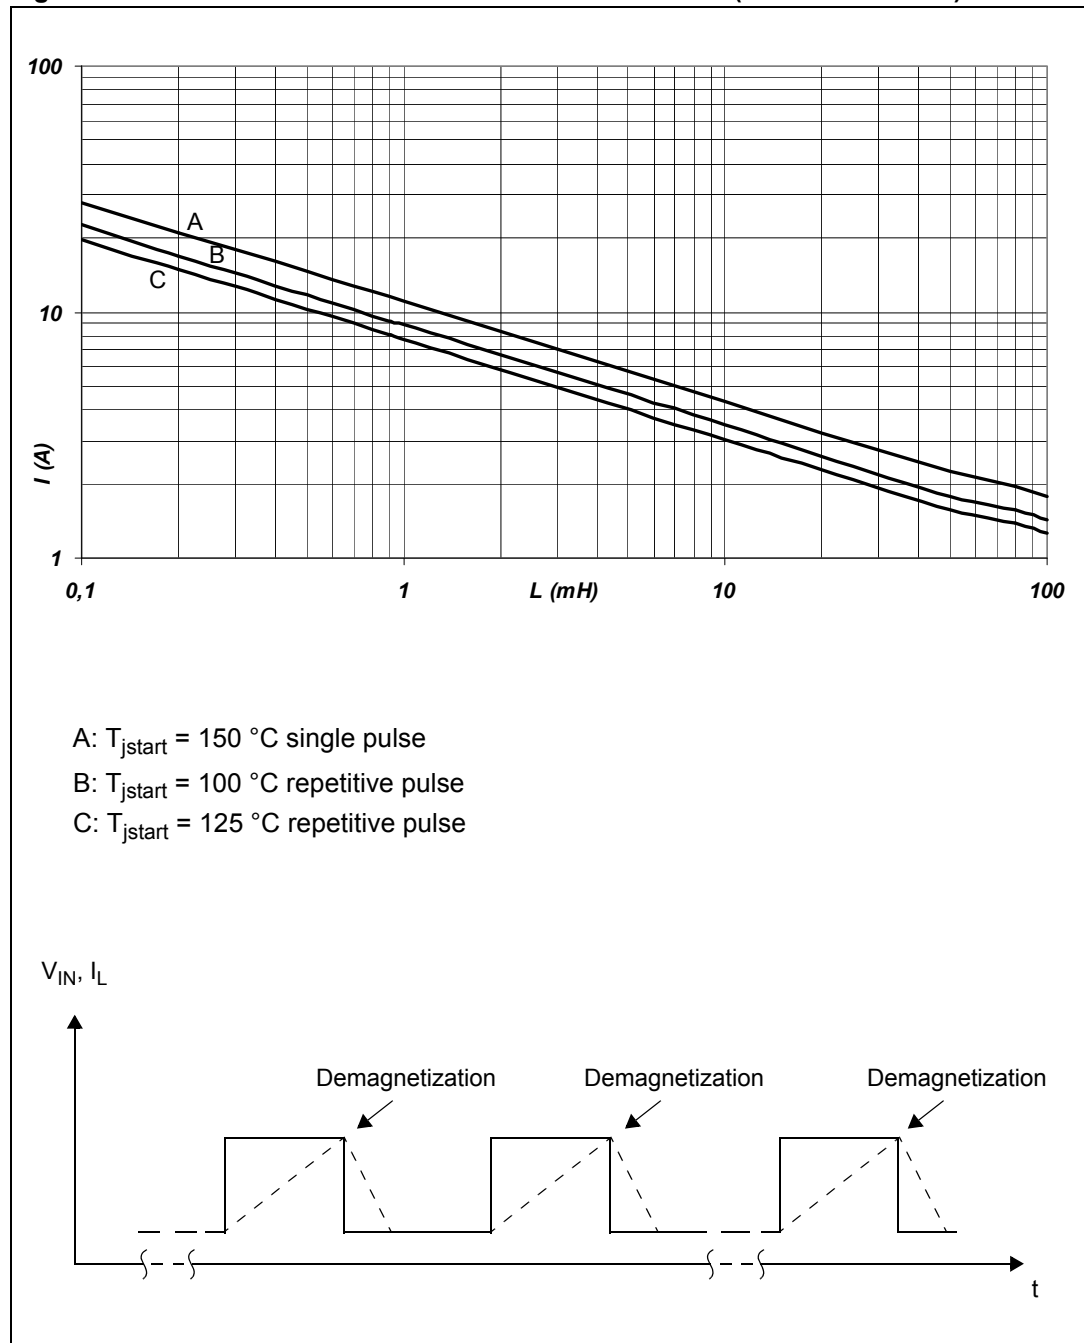 100
A
B
C
10
I (A)
1
0,1 1 L (mH) 10 100
A: Tjstart = 150 °C single pulse
B: Tjstart = 100 °C repetitive pulse
C: Tjstart = 125 °C repetitive pulse
VIN, IL
Demagnetization Demagnetization Demagnetization
t